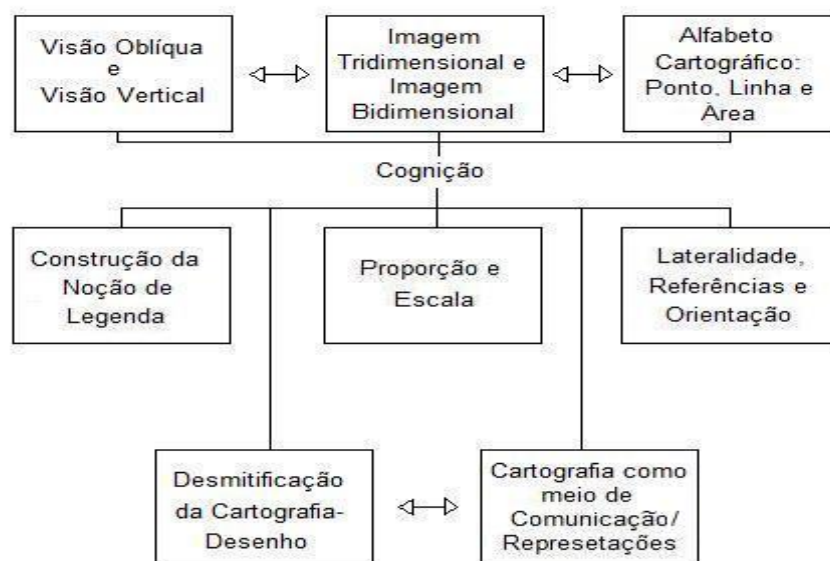 Visão Oblíqua
e
Visão Vertical
Imagem
Tridimensional e
Imagem
Bidimensional
Alfabeto
Cartográfico:
Ponto, Linha e
Àrea
Cognição
Construção da
Noção de
Legenda
Proporção e
Escala
Lateralidade,
Referências e
Orientação
Desmitificação
da Cartografia-
Desenho
Cartografia como
meio de
Comunicação/
Represetações